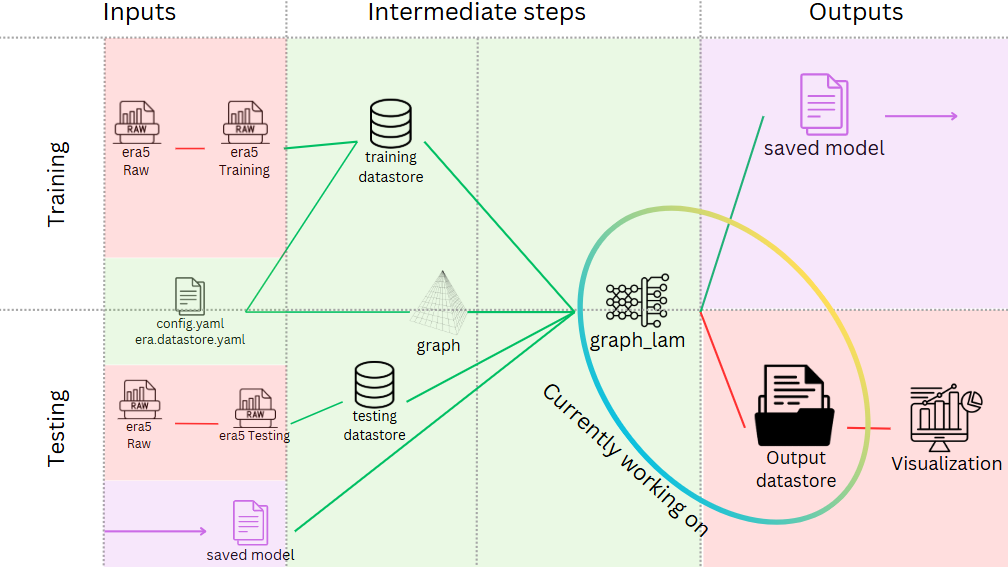 Inputs
Intermediate steps
Outputs
Training
RAW
era5
Raw
RAW
era5
Training
training
datastore
saved model
config.yaml
era.datastore.yaml
graph
graph_lam
Testing
RAW
era5
Raw
RAW
era5 Testing
testing
datastore
Currently working on
Output
datastore
Visualization
saved model